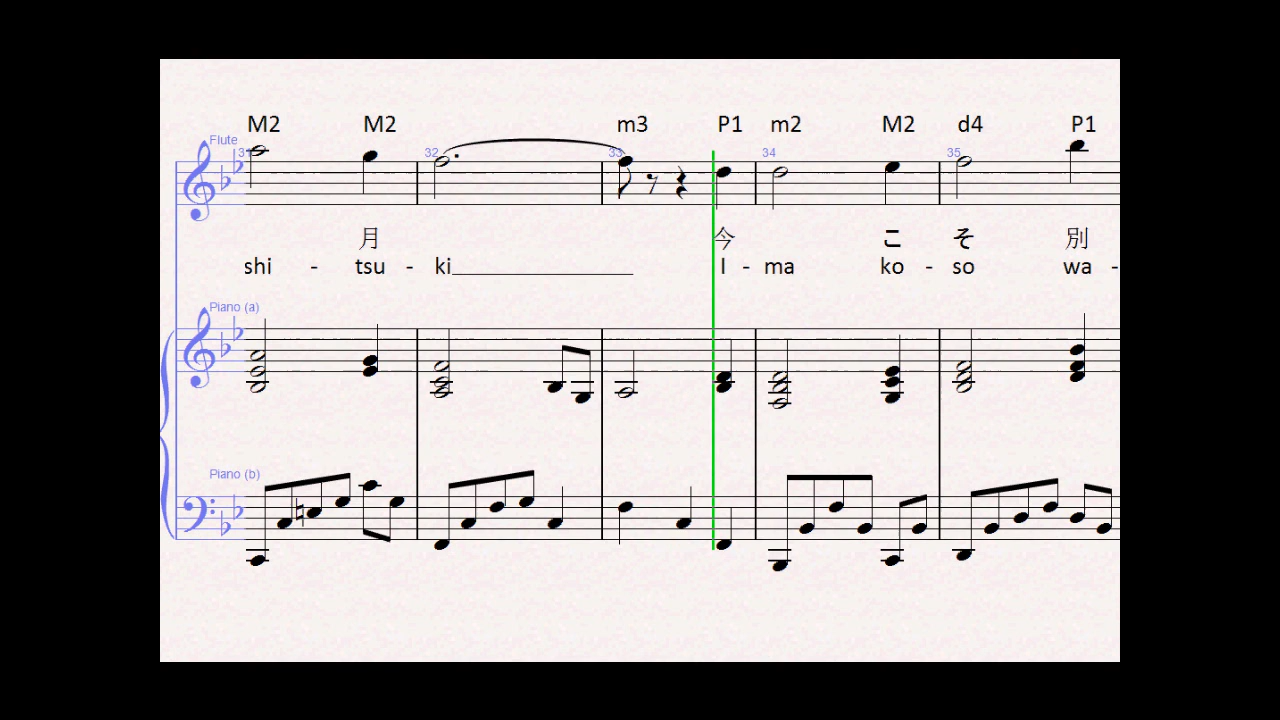 M2 M2 m3 P1 m2 M2 d4 P1
Flute
32 33 34 35
月 今 こ そ 別
shi - tsu - ki I - ma ko - so wa -
Piano (a)
Piano (b)